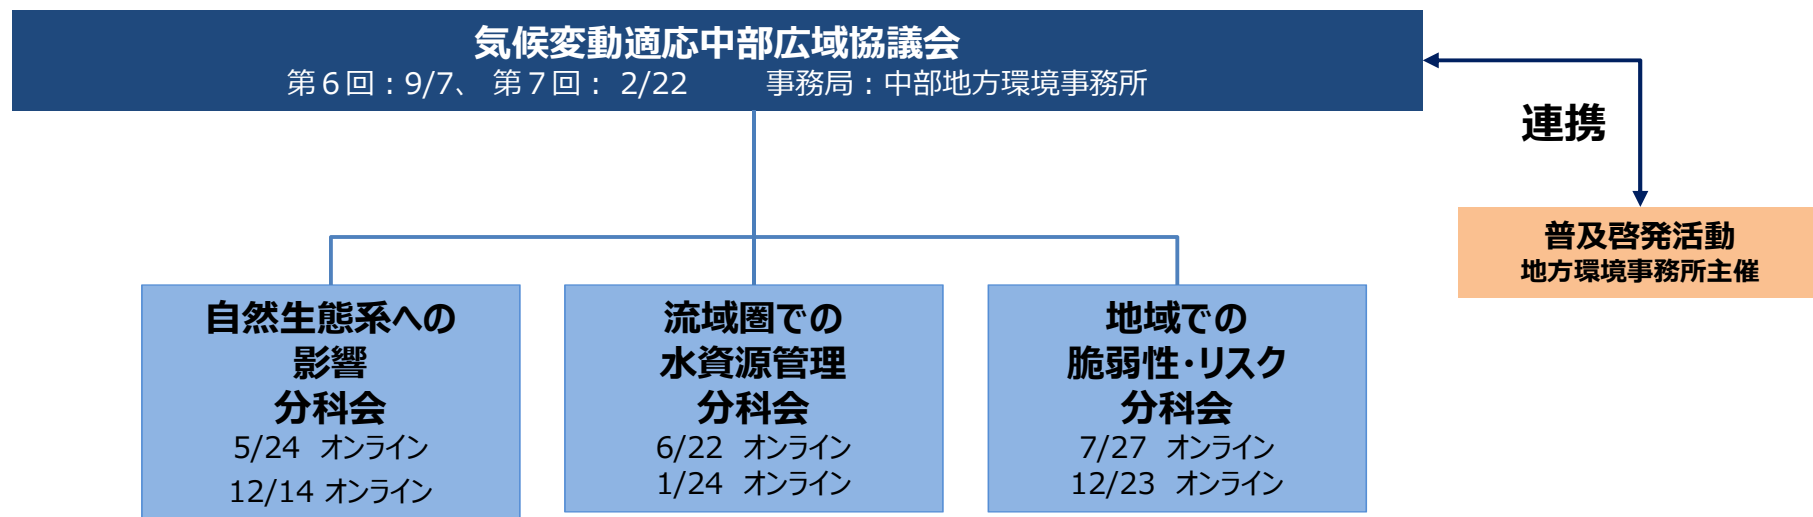 気候変動適応中部広域協議会
第６回：9/7、 第７回： 2/22　　事務局：中部地方環境事務所
連携
普及啓発活動
地方環境事務所主催
自然生態系への
影響
分科会
5/24 オンライン
12/14 オンライン
流域圏での
水資源管理
分科会
6/22 オンライン
1/24 オンライン
地域での
脆弱性･リスク
分科会
7/27 オンライン
12/23 オンライン